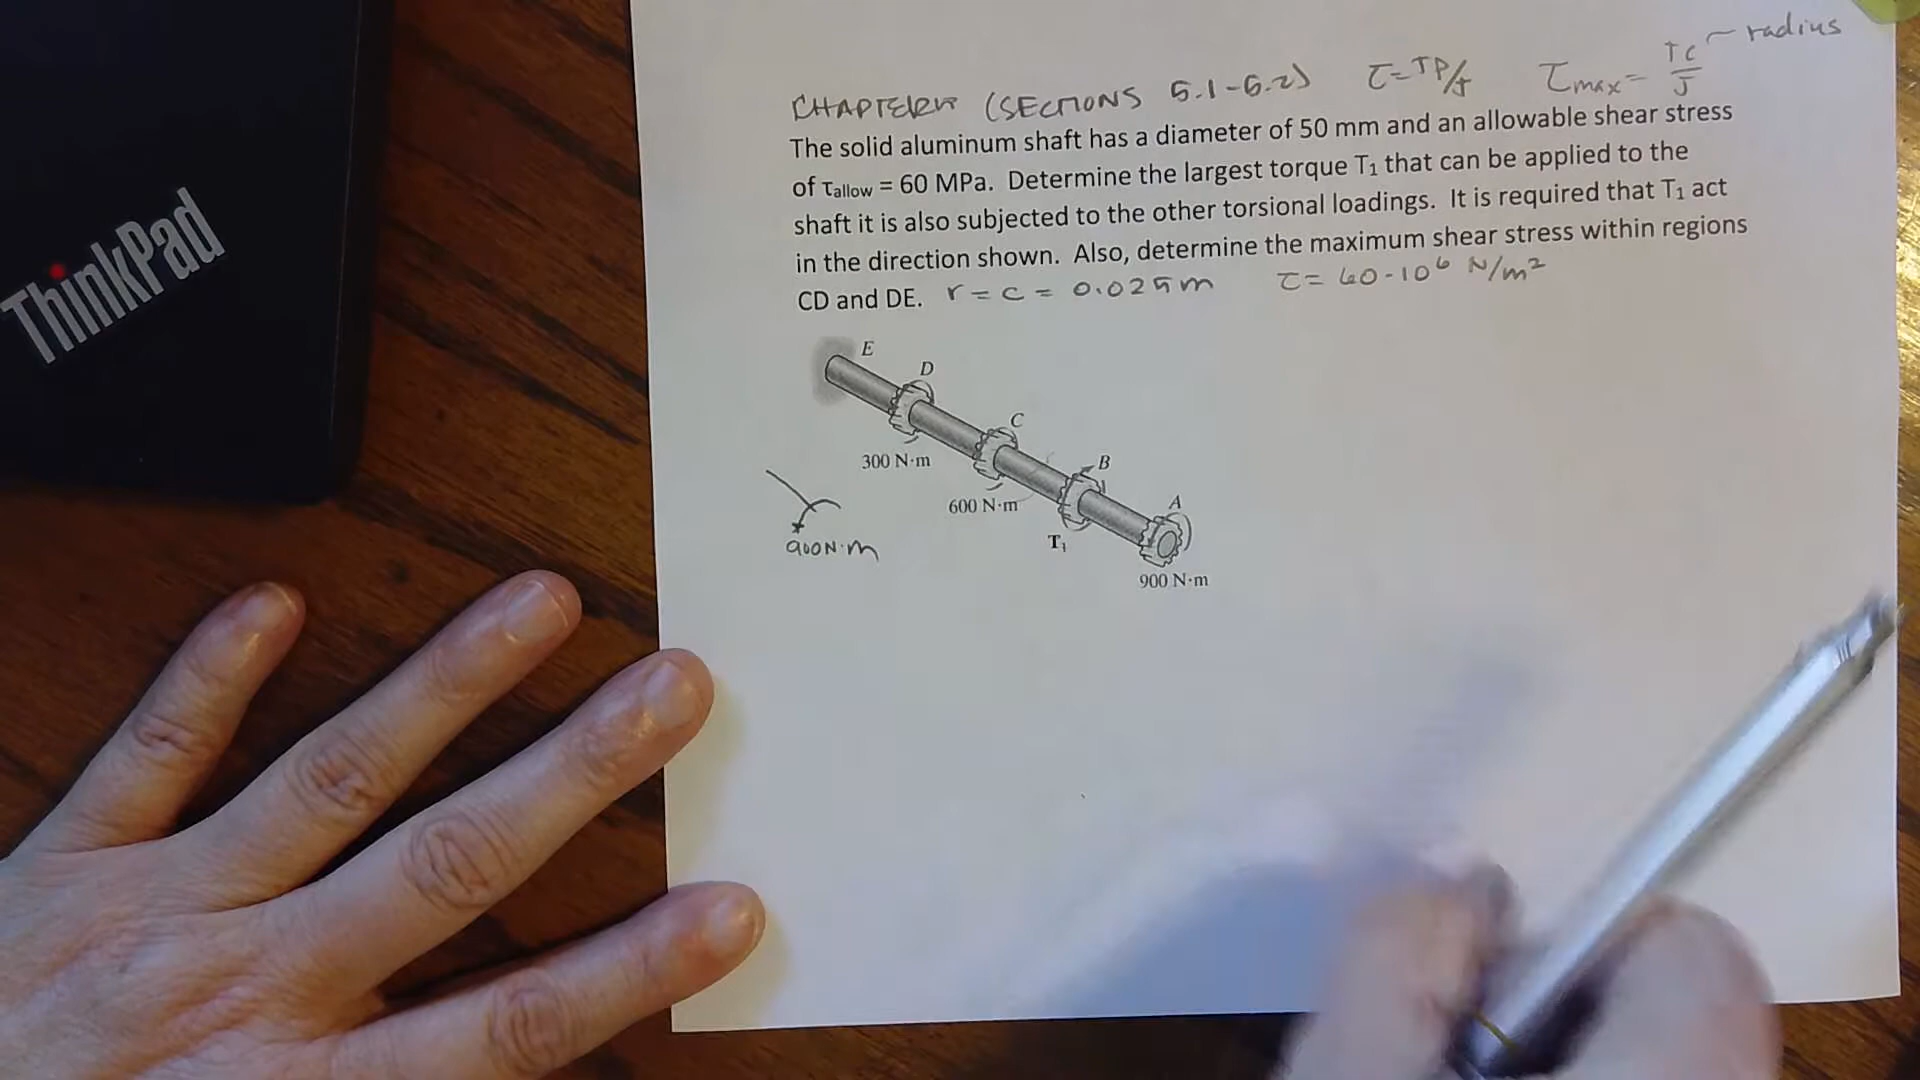 ThinkPad
CHAPTER (SECTIONS 5.1-5.2) τ=Tρ/J τmax = Tc/J ~ radius
The solid aluminum shaft has a diameter of 50 mm and an allowable shear stress
of τallow = 60 MPa. Determine the largest torque T₁ that can be applied to the
shaft it is also subjected to the other torsional loadings. It is required that T₁ act
in the direction shown. Also, determine the maximum shear stress within regions
CD and DE. r = c = 0.025m τ = 60·10⁶ N/m²
E
D
C
300 N·m
B
600 N·m
A
T₁
900N·m
900 N·m